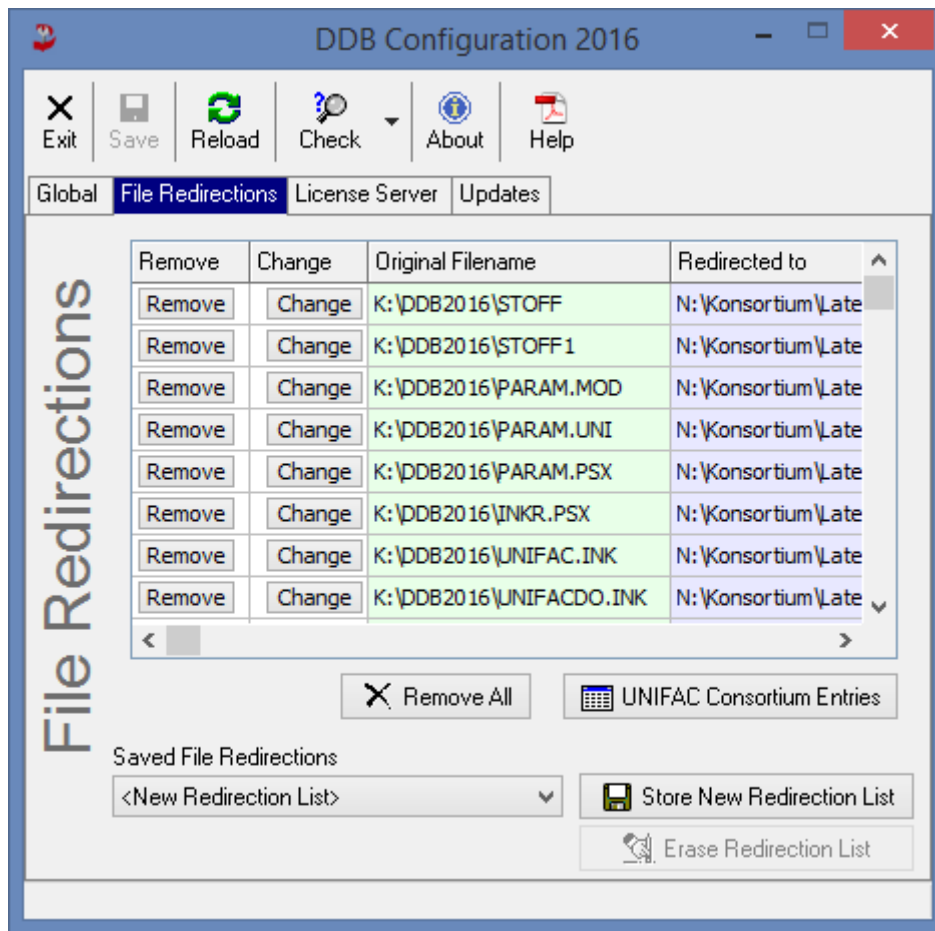 DDB Configuration 2016
Exit Save Reload Check About Help
Global File Redirections License Server Updates
File Redirections
Remove Change Original Filename Redirected to
Remove Change K:\DDB2016\STOFF N:\Konsortium\Late
Remove Change K:\DDB2016\STOFF1 N:\Konsortium\Late
Remove Change K:\DDB2016\PARAM.MOD N:\Konsortium\Late
Remove Change K:\DDB2016\PARAM.UNI N:\Konsortium\Late
Remove Change K:\DDB2016\PARAM.PSX N:\Konsortium\Late
Remove Change K:\DDB2016\INKR.PSX N:\Konsortium\Late
Remove Change K:\DDB2016\UNIFAC.INK N:\Konsortium\Late
Remove Change K:\DDB2016\UNIFACDO.INK N:\Konsortium\Late
Remove All UNIFAC Consortium Entries
Saved File Redirections
<New Redirection List> Store New Redirection List
Erase Redirection List